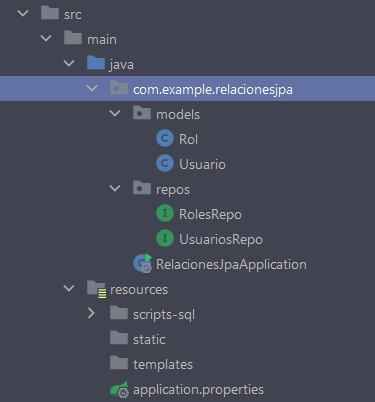 src
main
java
com.example.relacionesjpa
models
Rol
Usuario
repos
RolesRepo
UsuariosRepo
RelacionesJpaApplication
resources
scripts-sql
static
templates
application.properties